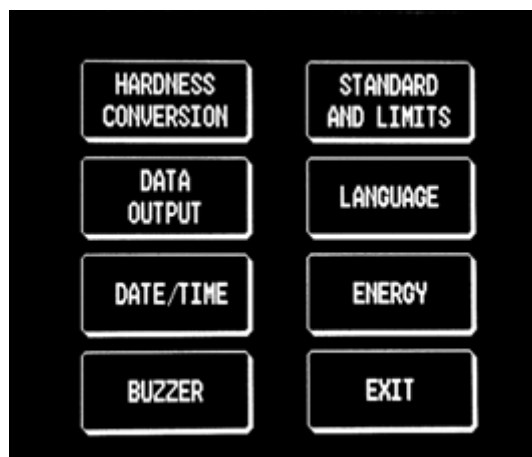 HARDNESS
CONVERSION
STANDARD
AND LIMITS
DATA
OUTPUT
LANGUAGE
DATE/TIME
ENERGY
BUZZER
EXIT